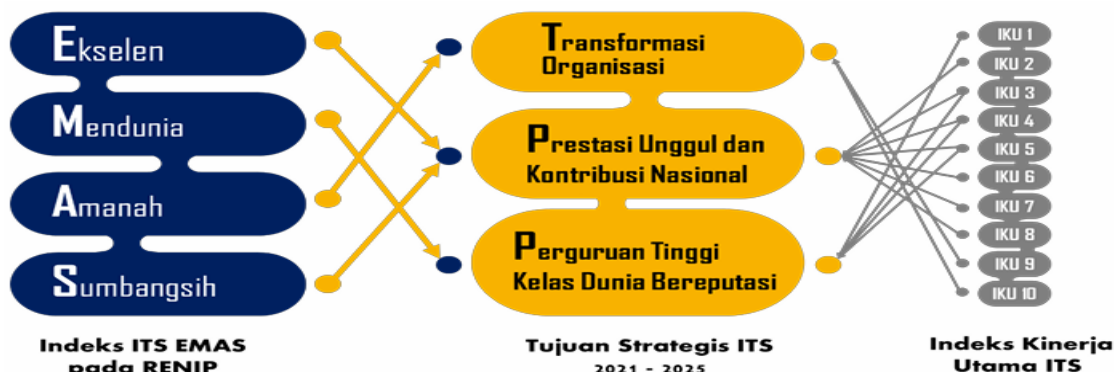 Ekselen
Mendunia
Amanah
Sumbangsih
Indeks ITS EMAS
pada RENIP
Transformasi
Organisasi
Prestasi Unggul dan
Kontribusi Nasional
Perguruan Tinggi
Kelas Dunia Bereputasi
Tujuan Strategis ITS
2021 - 2025
IKU 1
IKU 2
IKU 3
IKU 4
IKU 5
IKU 6
IKU 7
IKU 8
IKU 9
IKU 10
Indeks Kinerja
Utama ITS